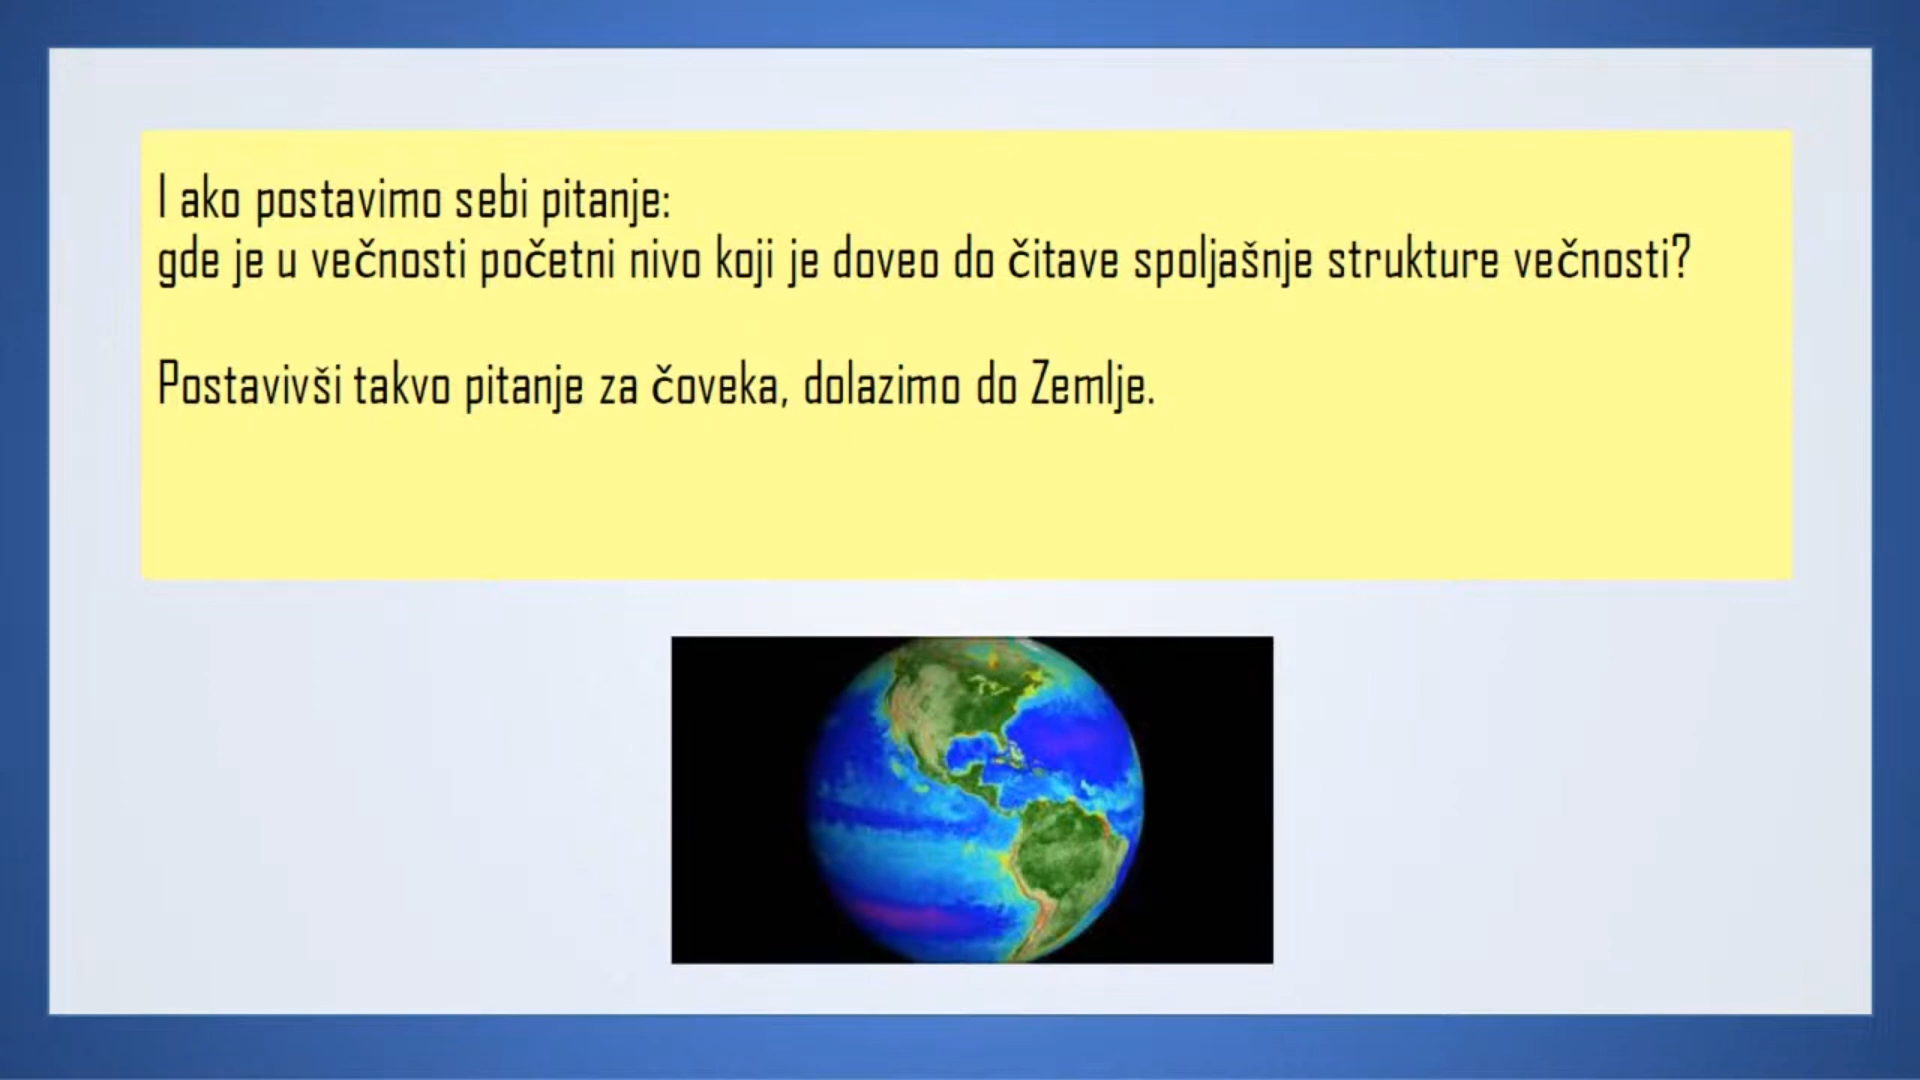 I ako postavimo sebi pitanje:
gde je u večnosti početni nivo koji je doveo do čitave spoljašnje strukture večnosti?
Postavivši takvo pitanje za čoveka, dolazimo do Zemlje.